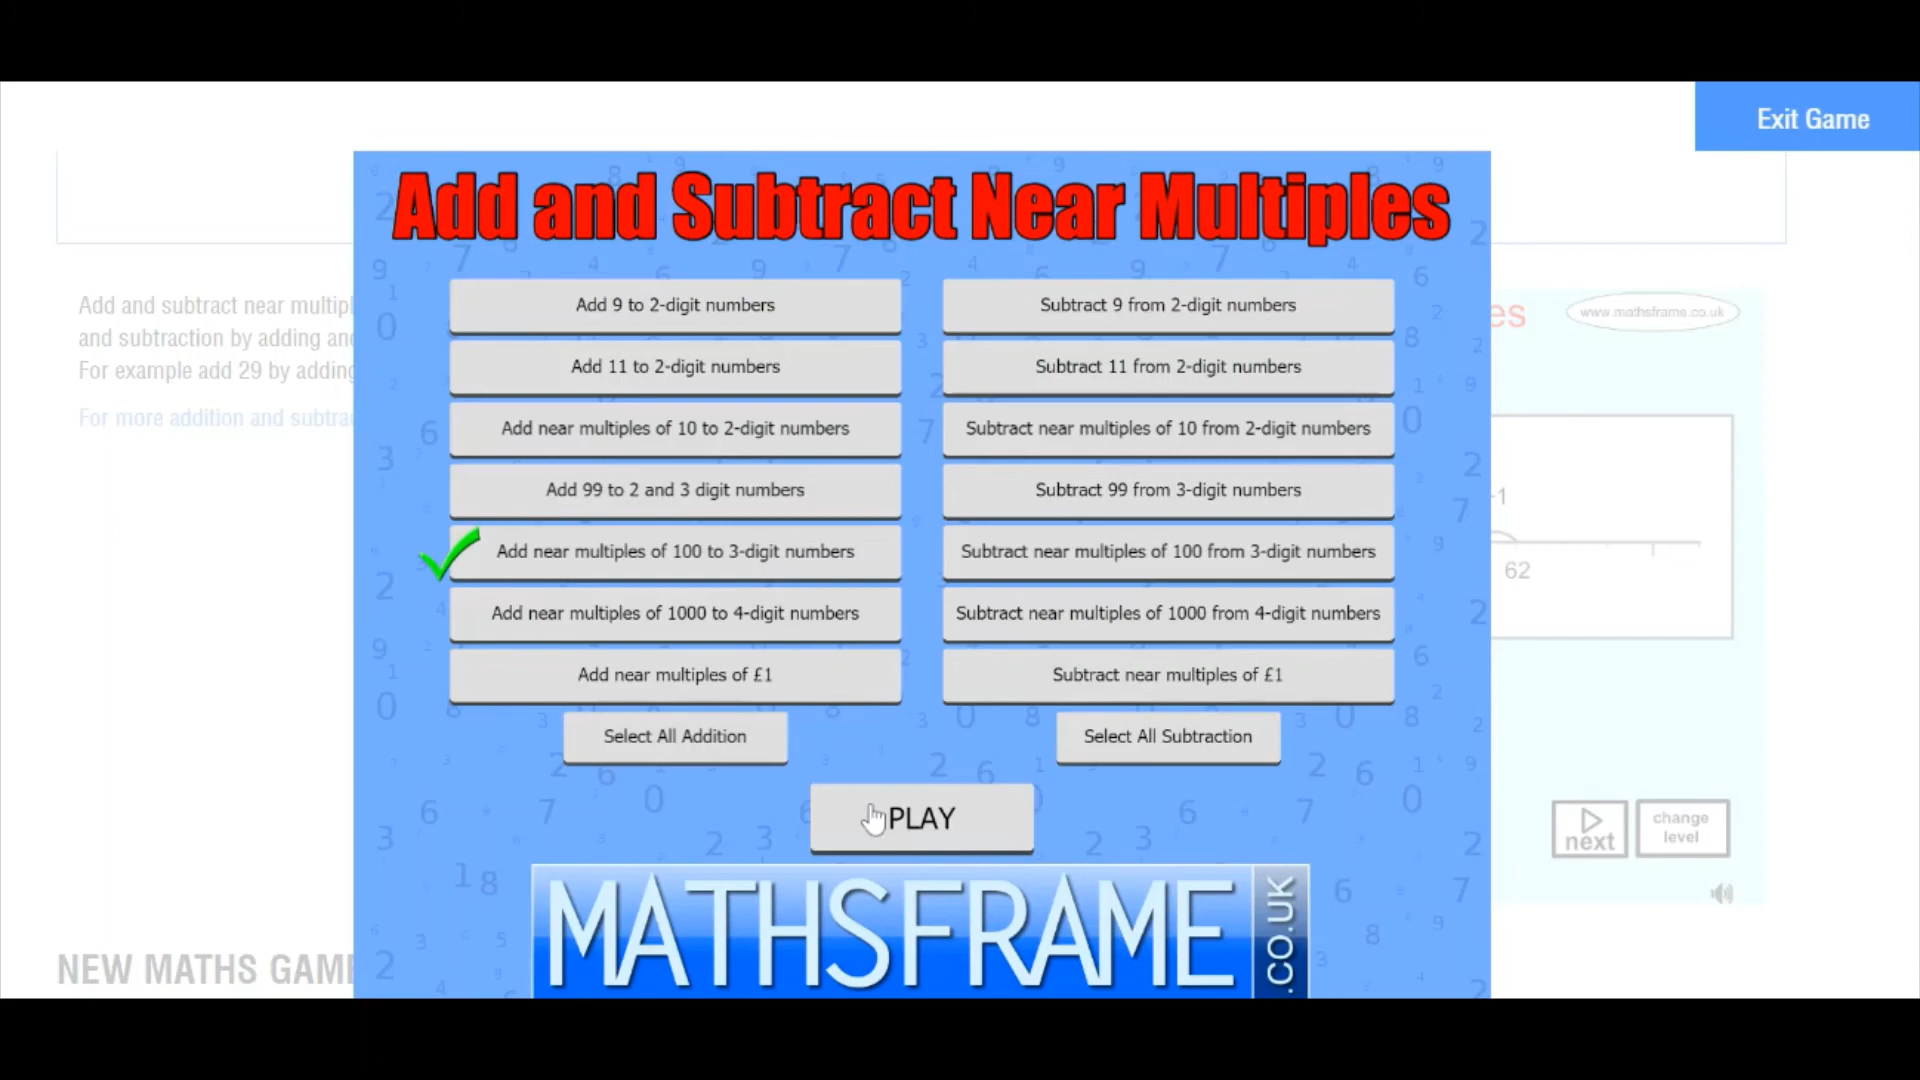 Exit Game
Add and Subtract Near Multiples
Add 9 to 2-digit numbers
Subtract 9 from 2-digit numbers
Add 11 to 2-digit numbers
Subtract 11 from 2-digit numbers
Add near multiples of 10 to 2-digit numbers
Subtract near multiples of 10 from 2-digit numbers
Add 99 to 2 and 3 digit numbers
Subtract 99 from 3-digit numbers
Add near multiples of 100 to 3-digit numbers
Subtract near multiples of 100 from 3-digit numbers
Add near multiples of 1000 to 4-digit numbers
Subtract near multiples of 1000 from 4-digit numbers
Add near multiples of £1
Subtract near multiples of £1
Select All Addition
Select All Subtraction
PLAY
MATHSFRAME
.CO.UK
Add and subtract near
and subtraction by adding
For example add 29 by adding
For more addition and
NEW MATHS
www.mathsframe.co.uk
62
next
change
level